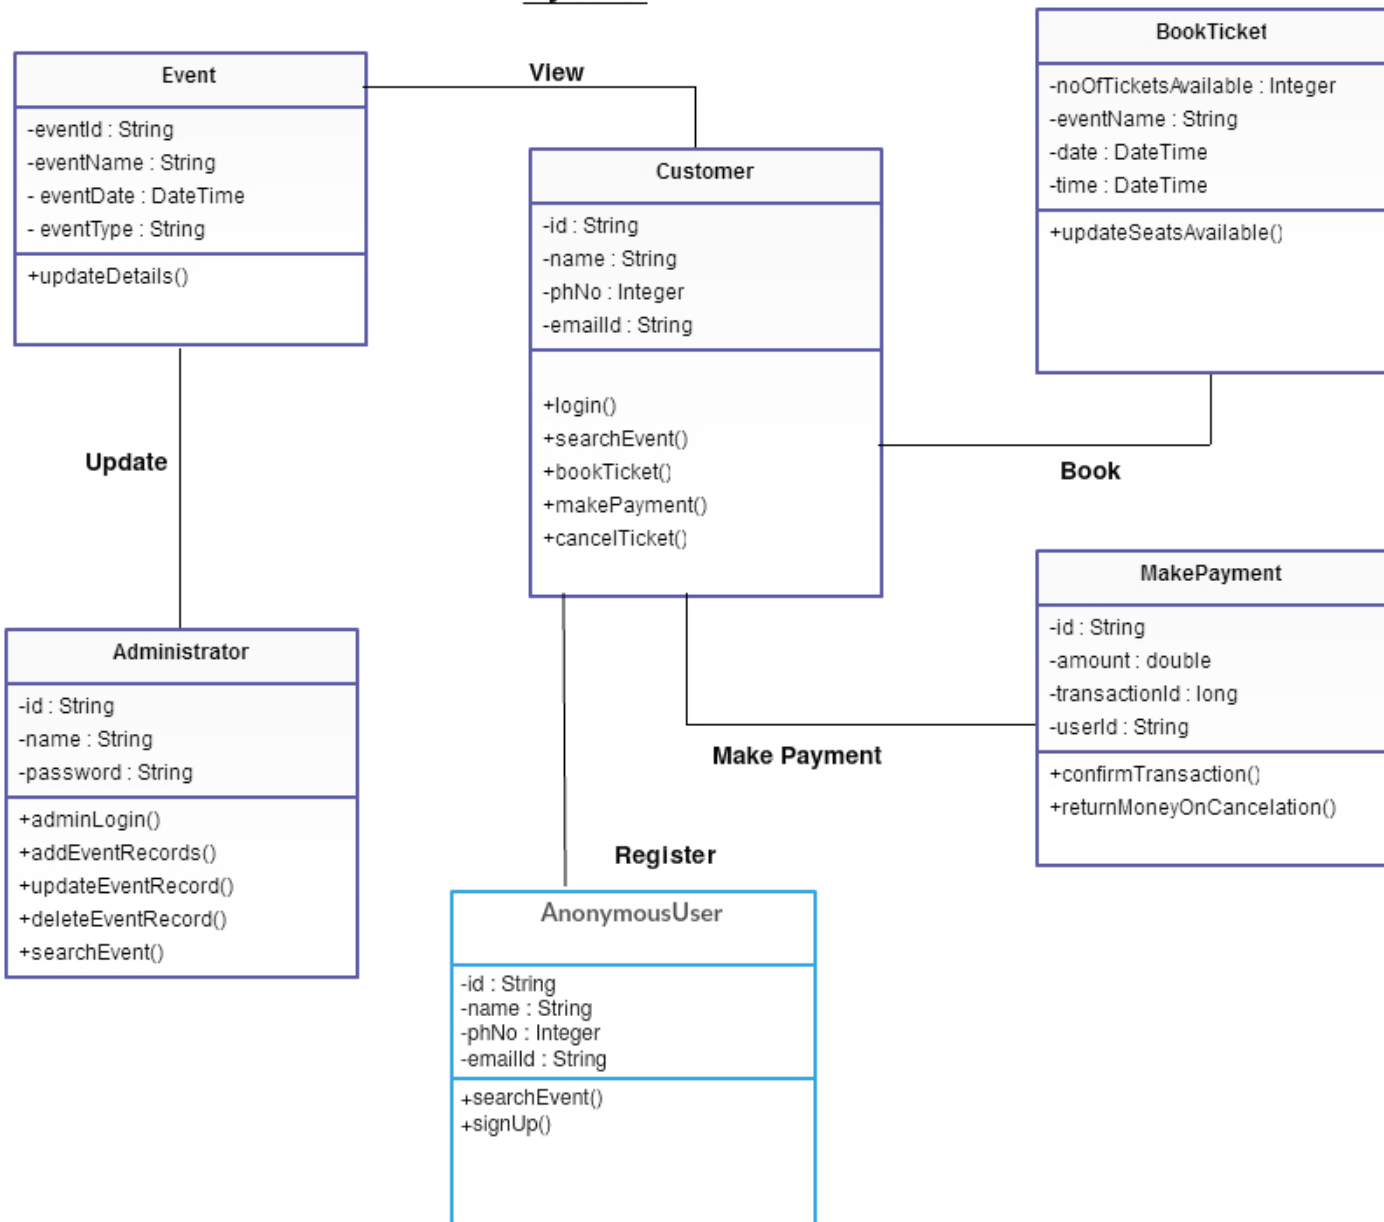 Event
-eventId : String
-eventName : String
- eventDate : DateTime
- eventType : String
+updateDetails()
View
Customer
-id : String
-name : String
-phNo : Integer
-emailId : String
+login()
+searchEvent()
+bookTicket()
+makePayment()
+cancelTicket()
BookTicket
-noOfTicketsAvailable : Integer
-eventName : String
-date : DateTime
-time : DateTime
+updateSeatsAvailable()
Update
Book
Administrator
-id : String
-name : String
-password : String
+adminLogin()
+addEventRecords()
+updateEventRecord()
+deleteEventRecord()
+searchEvent()
MakePayment
-id : String
-amount : double
-transactionId : long
-userId : String
+confirmTransaction()
+returnMoneyOnCancelation()
Make Payment
Register
AnonymousUser
-id : String
-name : String
-phNo : Integer
-emailId : String
+searchEvent()
+signUp()